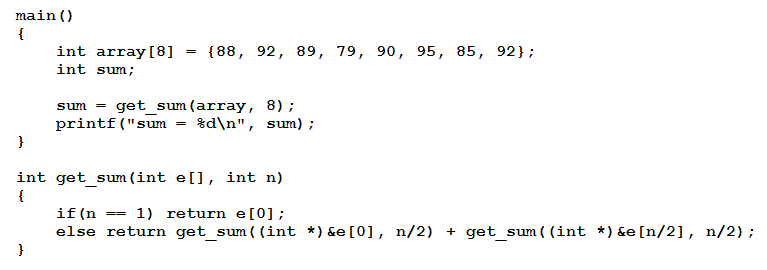 main()
{
    int array[8] = {88, 92, 89, 79, 90, 95, 85, 92};
    int sum;

    sum = get_sum(array, 8);
    printf("sum = %d\n", sum);
}

int get_sum(int e[], int n)
{
    if(n == 1) return e[0];
    else return get_sum((int *)&e[0], n/2) + get_sum((int *)&e[n/2], n/2);
}